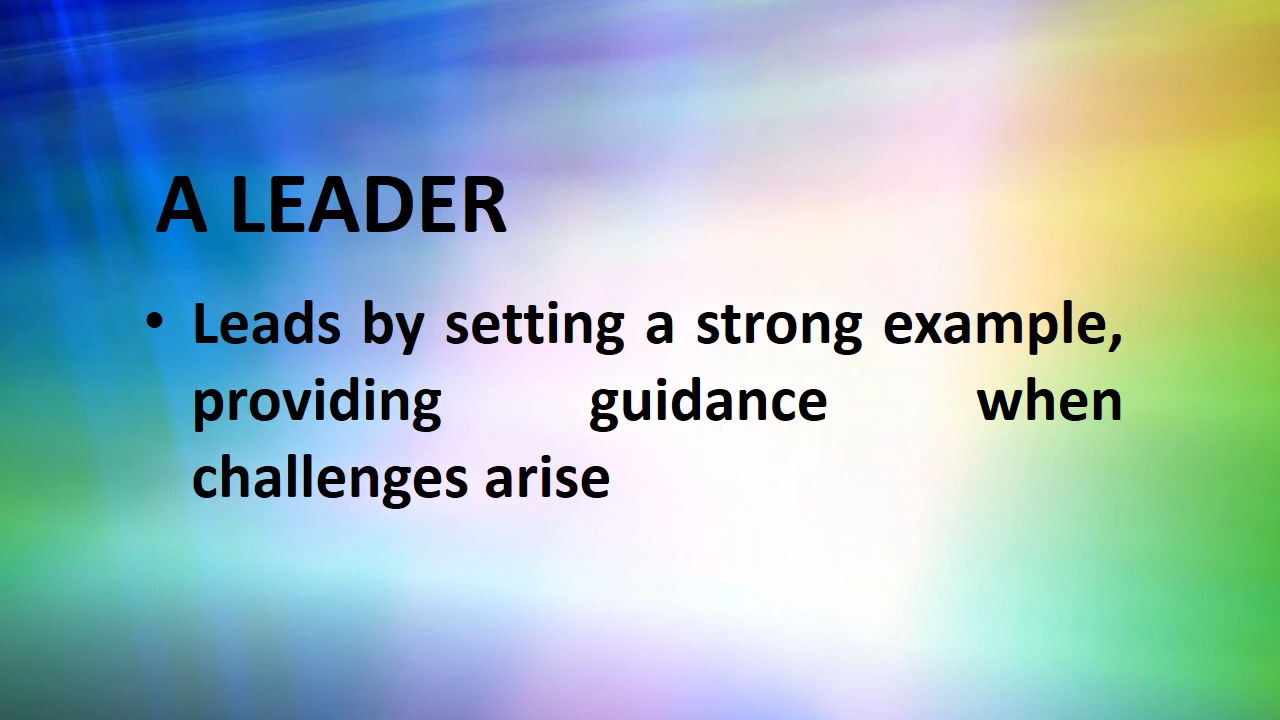 A LEADER
• Leads by setting a strong example,
providing guidance when
challenges arise